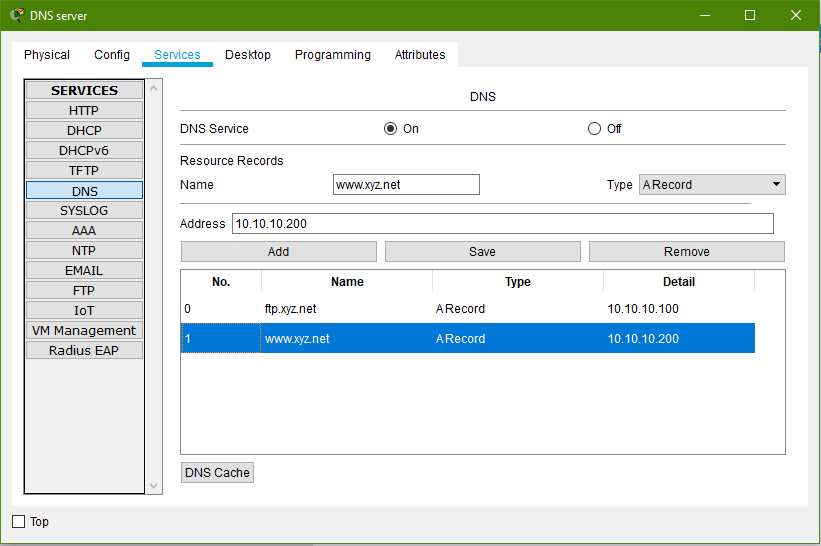 DNS server
Physical Config Services Desktop Programming Attributes
SERVICES
HTTP
DHCP
DHCPv6
TFTP
DNS
SYSLOG
AAA
NTP
EMAIL
FTP
IoT
VM Management
Radius EAP
DNS
DNS Service On Off
Resource Records
Name www.xyz.net Type A Record
Address 10.10.10.200
Add Save Remove
No. Name Type Detail
0 ftp.xyz.net A Record 10.10.10.100
1 www.xyz.net A Record 10.10.10.200
DNS Cache
Top